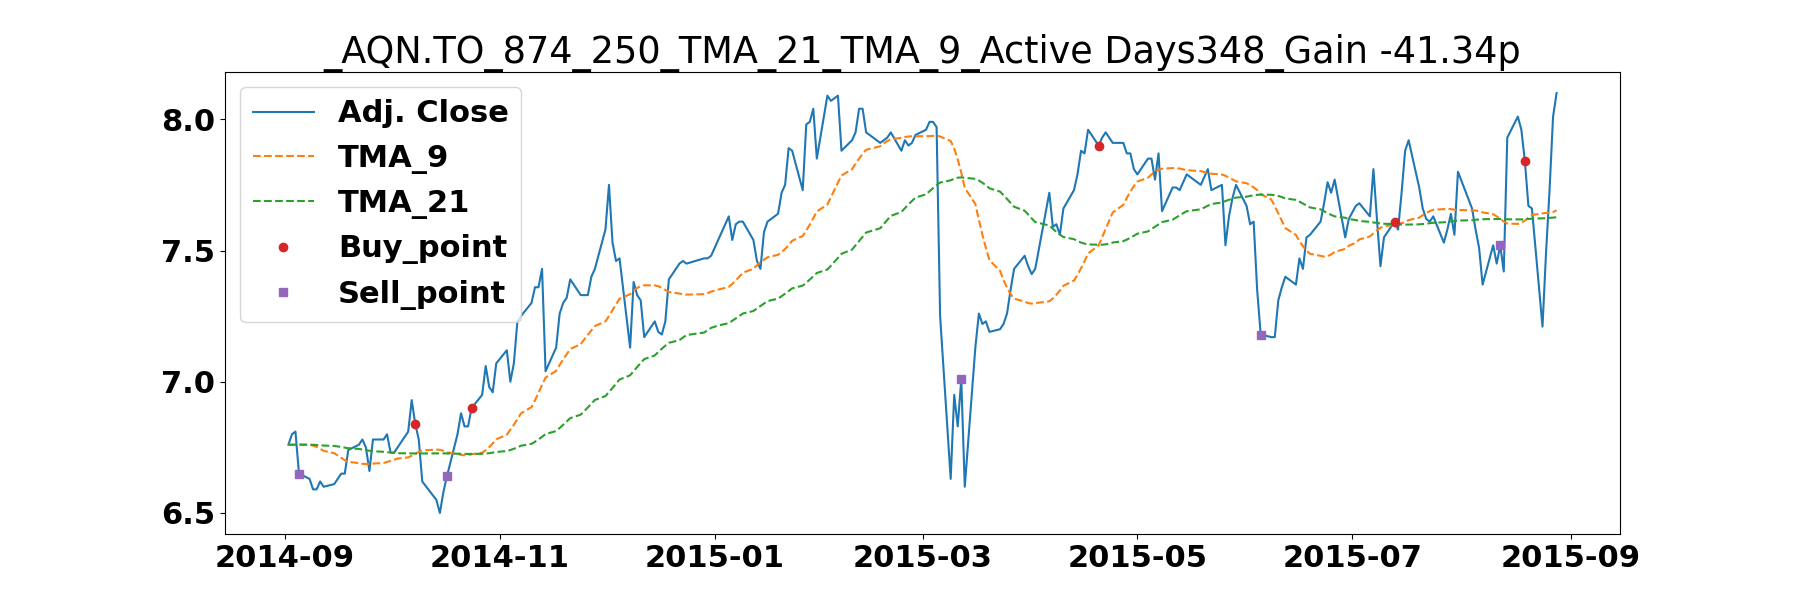 _AQN.TO_874_250_TMA_21_TMA_9_Active Days348_Gain -41.34p
Adj. Close
TMA_9
TMA_21
Buy_point
Sell_point
8.0
7.5
7.0
6.5
2014-09 2014-11 2015-01 2015-03 2015-05 2015-07 2015-09